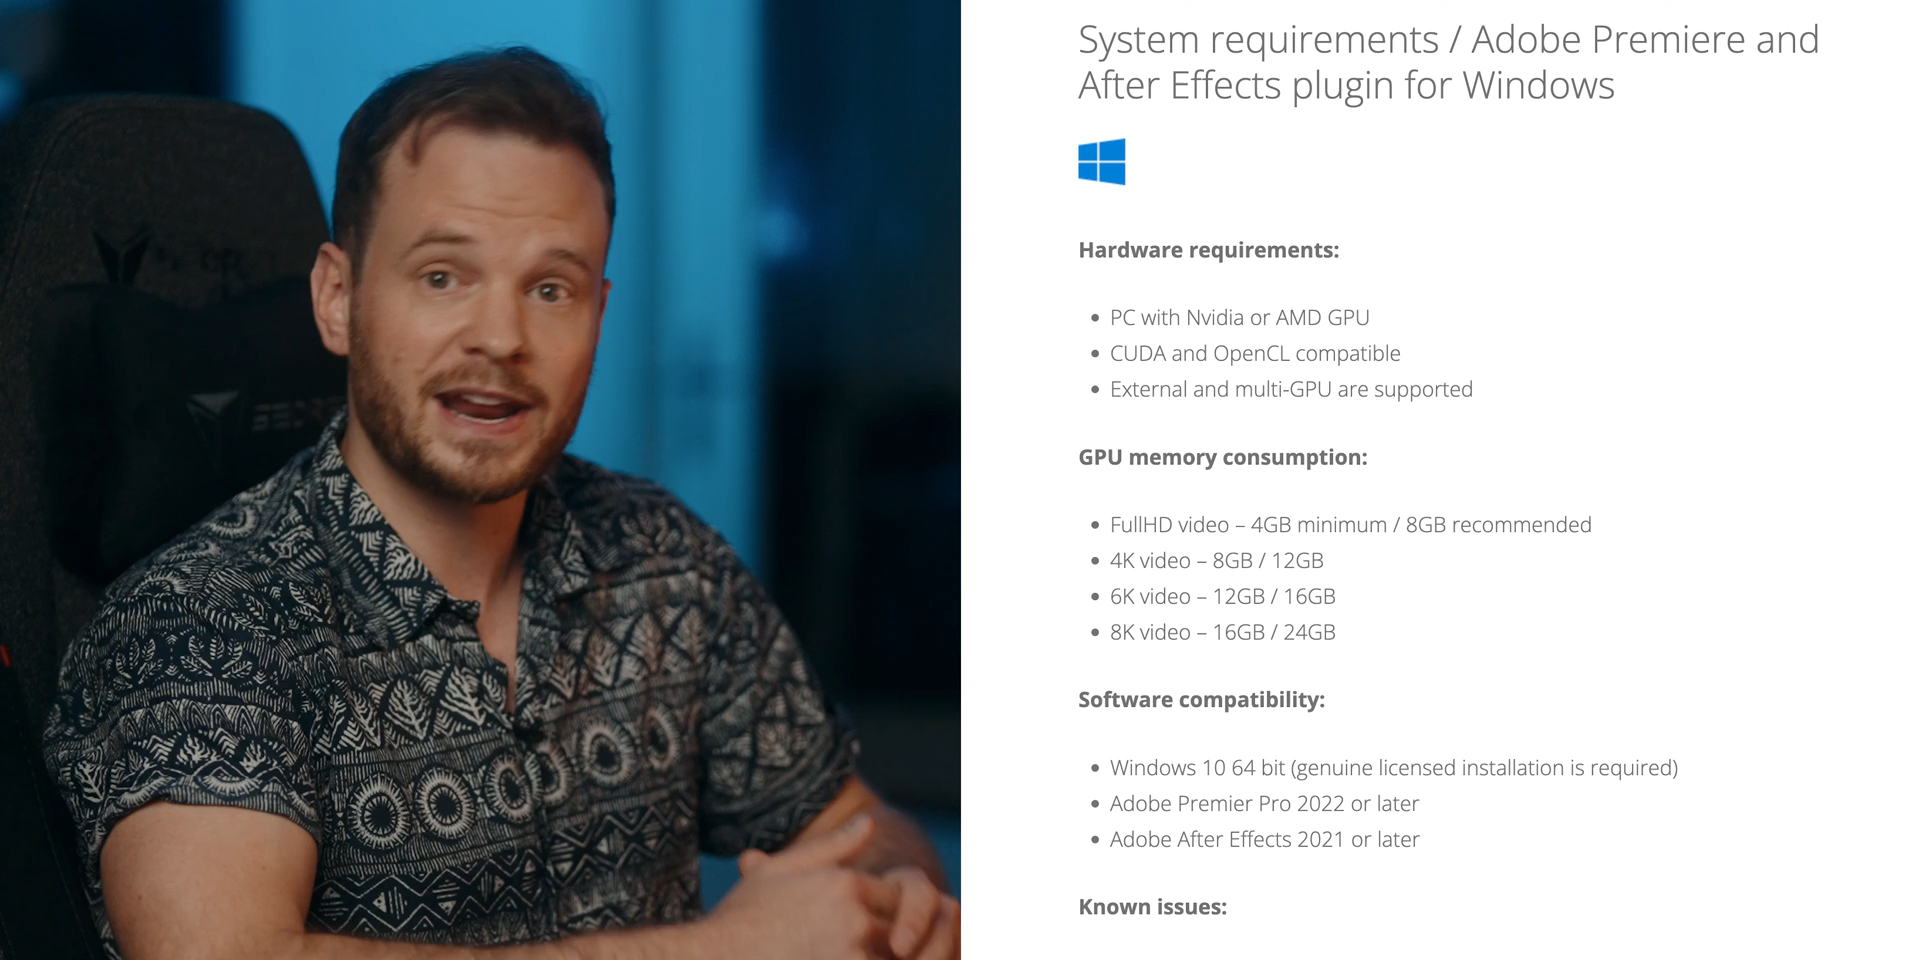 System requirements / Adobe Premiere and
After Effects plugin for Windows
Hardware requirements:
PC with Nvidia or AMD GPU
CUDA and OpenCL compatible
External and multi-GPU are supported
GPU memory consumption:
FullHD video – 4GB minimum / 8GB recommended
4K video – 8GB / 12GB
6K video – 12GB / 16GB
8K video – 16GB / 24GB
Software compatibility:
Windows 10 64 bit (genuine licensed installation is required)
Adobe Premier Pro 2022 or later
Adobe After Effects 2021 or later
Known issues: